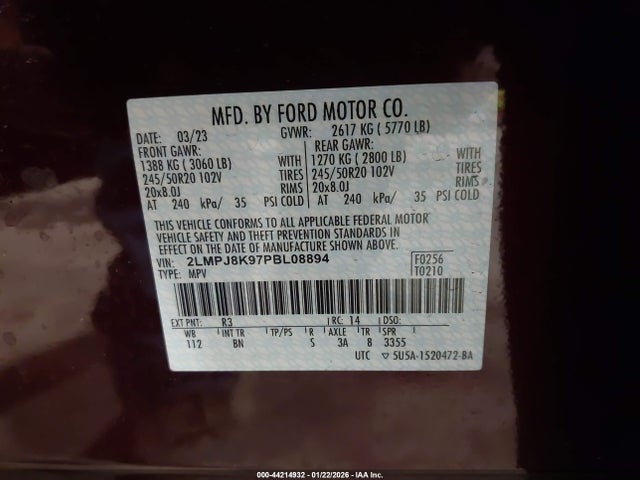 MFD. BY FORD MOTOR CO.
DATE: 03/23 GVWR: 2617 KG ( 5770 LB)
FRONT GAWR: REAR GAWR:
1388 KG ( 3060 LB) WITH 1270 KG ( 2800 LB) WITH
245/50R20 102V TIRES 245/50R20 102V TIRES
20x8.0J RIMS 20x8.0J RIMS
AT 240 kPa/ 35 PSI COLD AT 240 kPa/ 35 PSI COLD
THIS VEHICLE CONFORMS TO ALL APPLICABLE FEDERAL MOTOR
VEHICLE SAFETY AND THEFT PREVENTION STANDARDS IN
EFFECT ON THE DATE OF MANUFACTURE SHOWN ABOVE.
VIN: 2LMPJ8K97PBL08894 F0256
TYPE: MPV T0210
EXT PNT: R3 RC: 14 DSO:
WB INT TR TP/PS R AXLE TR SPR
112 BN S 3A 8 3355
UTC ▽ 5U5A-1520472-BA
000-44214932 - 01/22/2026 - IAA Inc.